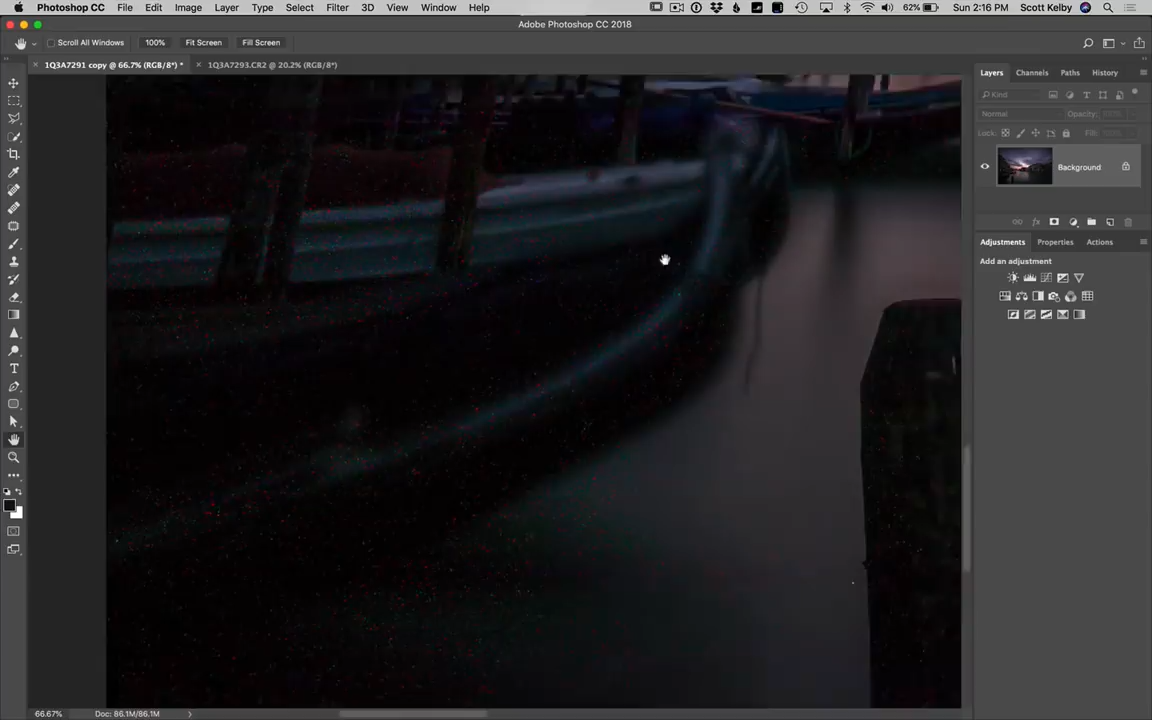 Photoshop CC File Edit Image Layer Type Select Filter 3D View Window Help 62% Sun 2:16 PM Scott Kelby
Adobe Photoshop CC 2018
Scroll All Windows 100% Fit Screen Fill Screen
1Q3A7291 copy @ 66.7% (RGB/8*) * 1Q3A7293.CR2 @ 20.2% (RGB/8*)
Layers Channels Paths History
Kind
Normal Opacity: 100%
Lock: Fill: 100%
Background
Adjustments Properties Actions
Add an adjustment
66.67% Doc: 86.1M/86.1M